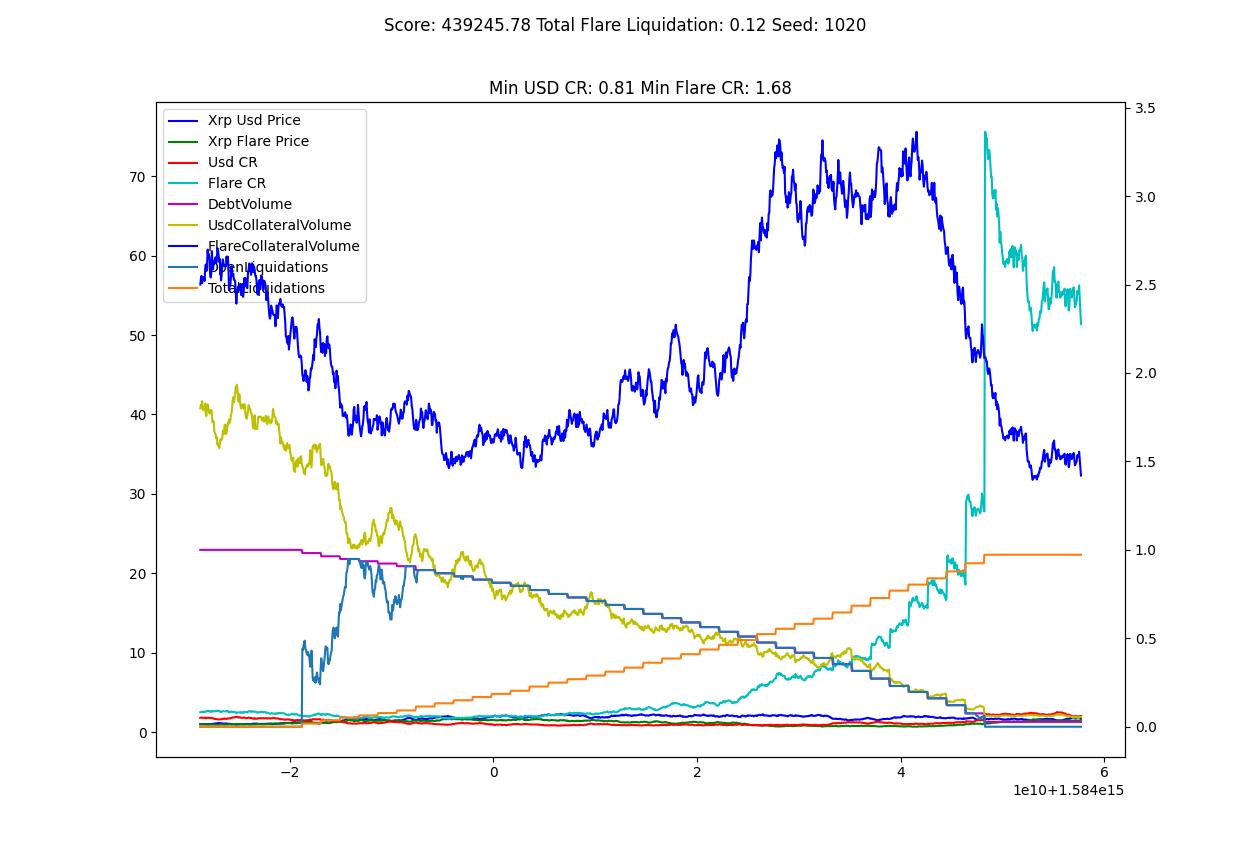 Score: 439245.78 Total Flare Liquidation: 0.12 Seed: 1020
Min USD CR: 0.81 Min Flare CR: 1.68
Xrp Usd Price
Xrp Flare Price
Usd CR
Flare CR
DebtVolume
UsdCollateralVolume
FlareCollateralVolume
OpenLiquidations
TotalLiquidations
70
60
50
40
30
20
10
0
3.5
3.0
2.5
2.0
1.5
1.0
0.5
0.0
−2
0
2
4
6
1e10+1.584e15